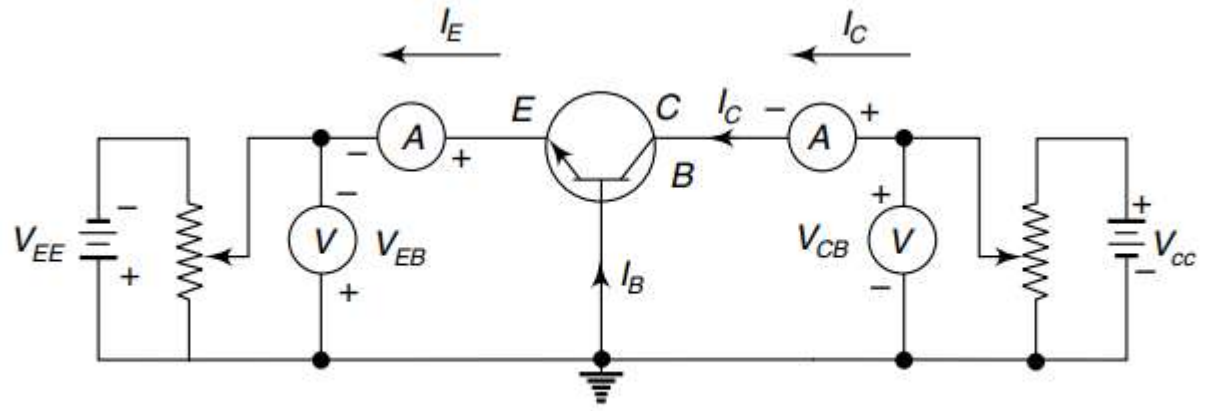 I_E I_C
E C I_C
- A + - A +
B
- - + +
V_EE V V_EB V_CB V V_cc
+ + - -
I_B